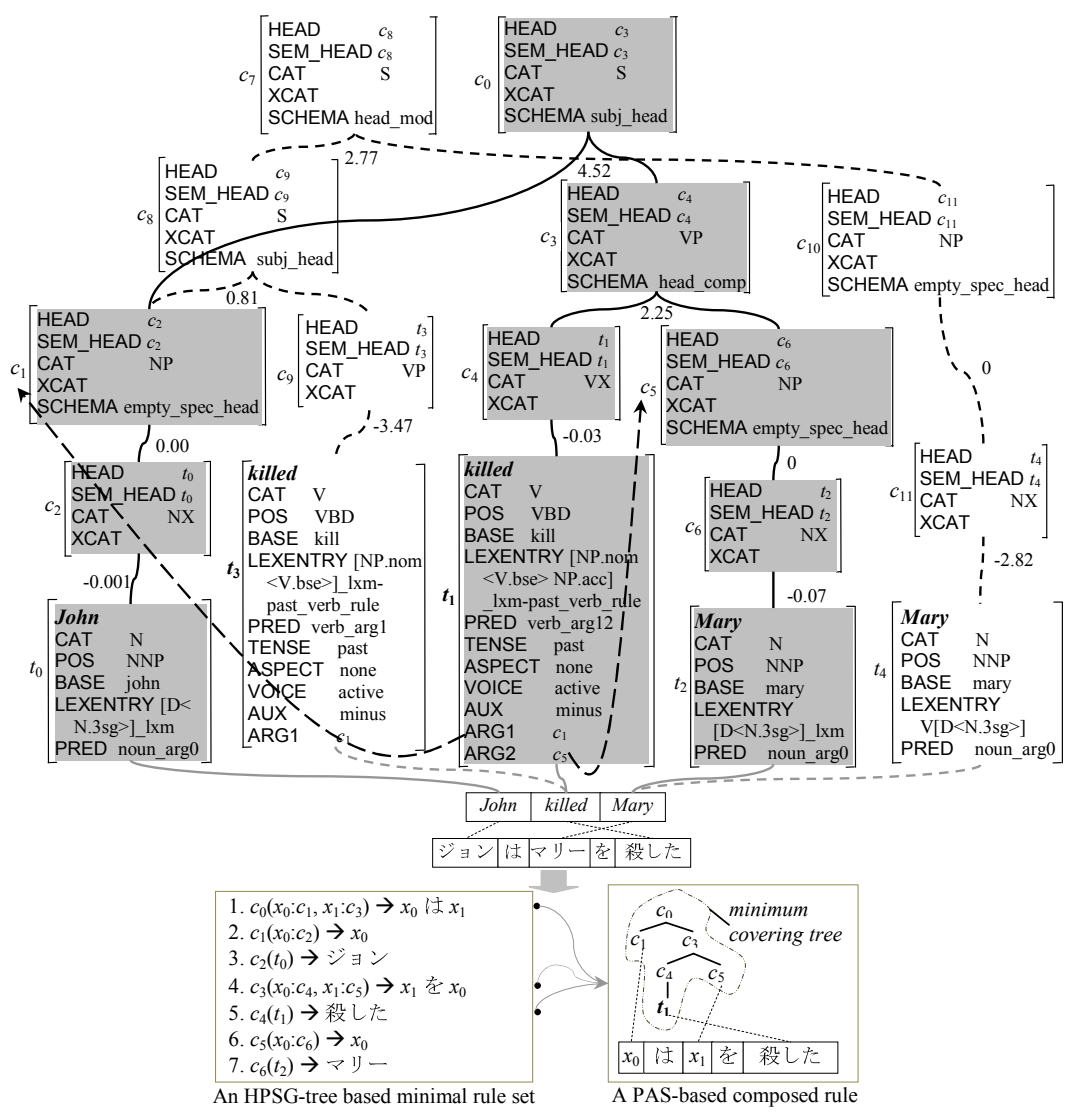 c7
HEAD c8
SEM_HEAD c8
CAT S
XCAT
SCHEMA head_mod
c0
HEAD c3
SEM_HEAD c3
CAT S
XCAT
SCHEMA subj_head
2.77
4.52
c8
HEAD c9
SEM_HEAD c9
CAT S
XCAT
SCHEMA subj_head
c3
HEAD c4
SEM_HEAD c4
CAT VP
XCAT
SCHEMA head_comp
c10
HEAD c11
SEM_HEAD c11
CAT NP
XCAT
SCHEMA empty_spec_head
0.81
2.25
0
c1
HEAD c2
SEM_HEAD c2
CAT NP
XCAT
SCHEMA empty_spec_head
c9
HEAD t3
SEM_HEAD t3
CAT VP
XCAT
c4
HEAD t1
SEM_HEAD t1
CAT VX
XCAT
c5
HEAD c6
SEM_HEAD c6
CAT NP
XCAT
SCHEMA empty_spec_head
0.00
-3.47
-0.03
0
c2
HEAD t0
SEM_HEAD t0
CAT NX
XCAT
c6
HEAD t2
SEM_HEAD t2
CAT NX
XCAT
c11
HEAD t4
SEM_HEAD t4
CAT NX
XCAT
-0.001
-0.07
-2.82
t0
John
CAT N
POS NNP
BASE john
LEXENTRY [D<
N.3sg>]_lxm
PRED noun_arg0
t3
killed
CAT V
POS VBD
BASE kill
LEXENTRY [NP.nom
<V.bse>]_lxm-
past_verb_rule
PRED verb_arg1
TENSE past
ASPECT none
VOICE active
AUX minus
ARG1 c1
t1
killed
CAT V
POS VBD
BASE kill
LEXENTRY [NP.nom
<V.bse> NP.acc]
_lxm-past_verb_rule
PRED verb_arg12
TENSE past
ASPECT none
VOICE active
AUX minus
ARG1 c1
ARG2 c5
t2
Mary
CAT N
POS NNP
BASE mary
LEXENTRY
[D<N.3sg>]_lxm
PRED noun_arg0
t4
Mary
CAT N
POS NNP
BASE mary
LEXENTRY
V[D<N.3sg>]
PRED noun_arg0
John killed Mary
ジョン は マリー を 殺した
1. c0(x0:c1, x1:c3) → x0 は x1
2. c1(x0:c2) → x0
3. c2(t0) → ジョン
4. c3(x0:c4, x1:c5) → x1 を x0
5. c4(t1) → 殺した
6. c5(x0:c6) → x0
7. c6(t2) → マリー
An HPSG-tree based minimal rule set
minimum
covering tree
c0
c1 c3
c4 c5
t1
x0 は x1 を 殺した
A PAS-based composed rule